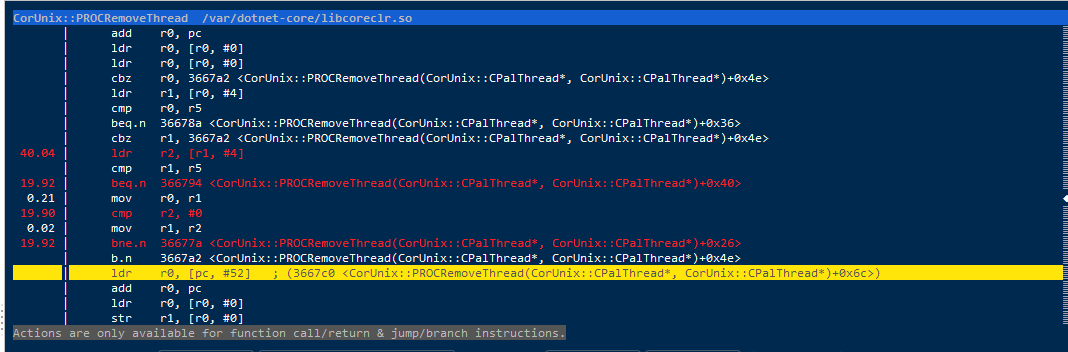 CorUnix::PROCRemoveThread  /var/dotnet-core/libcoreclr.so
│      add    r0, pc
│      ldr    r0, [r0, #0]
│      ldr    r0, [r0, #0]
│      cbz    r0, 3667a2 <CorUnix::PROCRemoveThread(CorUnix::CPalThread*, CorUnix::CPalThread*)+0x4e>
│      ldr    r1, [r0, #4]
│      cmp    r0, r5
│      beq.n  36678a <CorUnix::PROCRemoveThread(CorUnix::CPalThread*, CorUnix::CPalThread*)+0x36>
│      cbz    r1, 3667a2 <CorUnix::PROCRemoveThread(CorUnix::CPalThread*, CorUnix::CPalThread*)+0x4e>
40.04 │      ldr    r2, [r1, #4]
│      cmp    r1, r5
19.92 │      beq.n  366794 <CorUnix::PROCRemoveThread(CorUnix::CPalThread*, CorUnix::CPalThread*)+0x40>
0.21 │      mov    r0, r1
19.90 │      cmp    r2, #0
0.02 │      mov    r1, r2
19.92 │      bne.n  36677a <CorUnix::PROCRemoveThread(CorUnix::CPalThread*, CorUnix::CPalThread*)+0x26>
│      b.n    3667a2 <CorUnix::PROCRemoveThread(CorUnix::CPalThread*, CorUnix::CPalThread*)+0x4e>
│      ldr    r0, [pc, #52]   ; (3667c0 <CorUnix::PROCRemoveThread(CorUnix::CPalThread*, CorUnix::CPalThread*)+0x6c>)
│      add    r0, pc
│      ldr    r0, [r0, #0]
│      str    r1, [r0, #0]
Actions are only available for function call/return & jump/branch instructions.